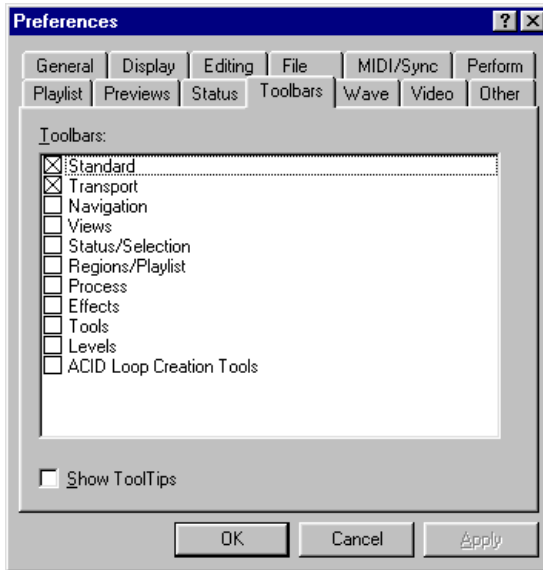 Preferences
General Display Editing File MIDI/Sync Perform
Playlist Previews Status Toolbars Wave Video Other
Toolbars:
Standard
Transport
Navigation
Views
Status/Selection
Regions/Playlist
Process
Effects
Tools
Levels
ACID Loop Creation Tools
Show ToolTips
OK Cancel Apply